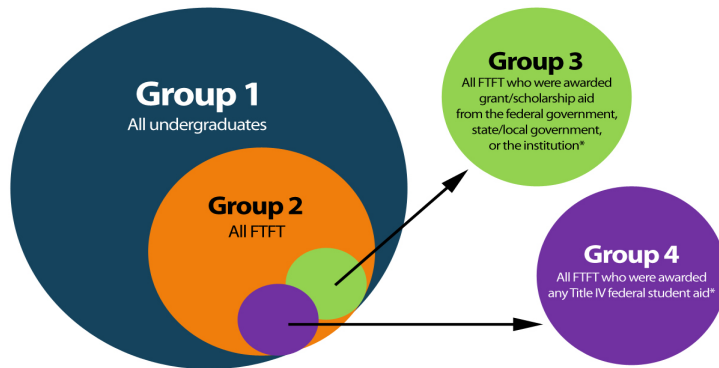 Group 1
All undergraduates
Group 2
All FTFT
Group 3
All FTFT who were awarded
grant/scholarship aid
from the federal government,
state/local government,
or the institution*
Group 4
All FTFT who were awarded
any Title IV federal student aid*